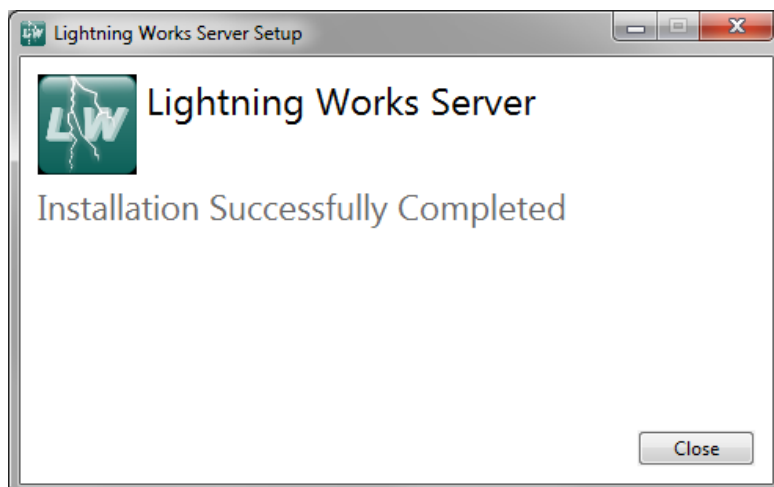 Lightning Works Server Setup
LW
Lightning Works Server
Installation Successfully Completed
Close